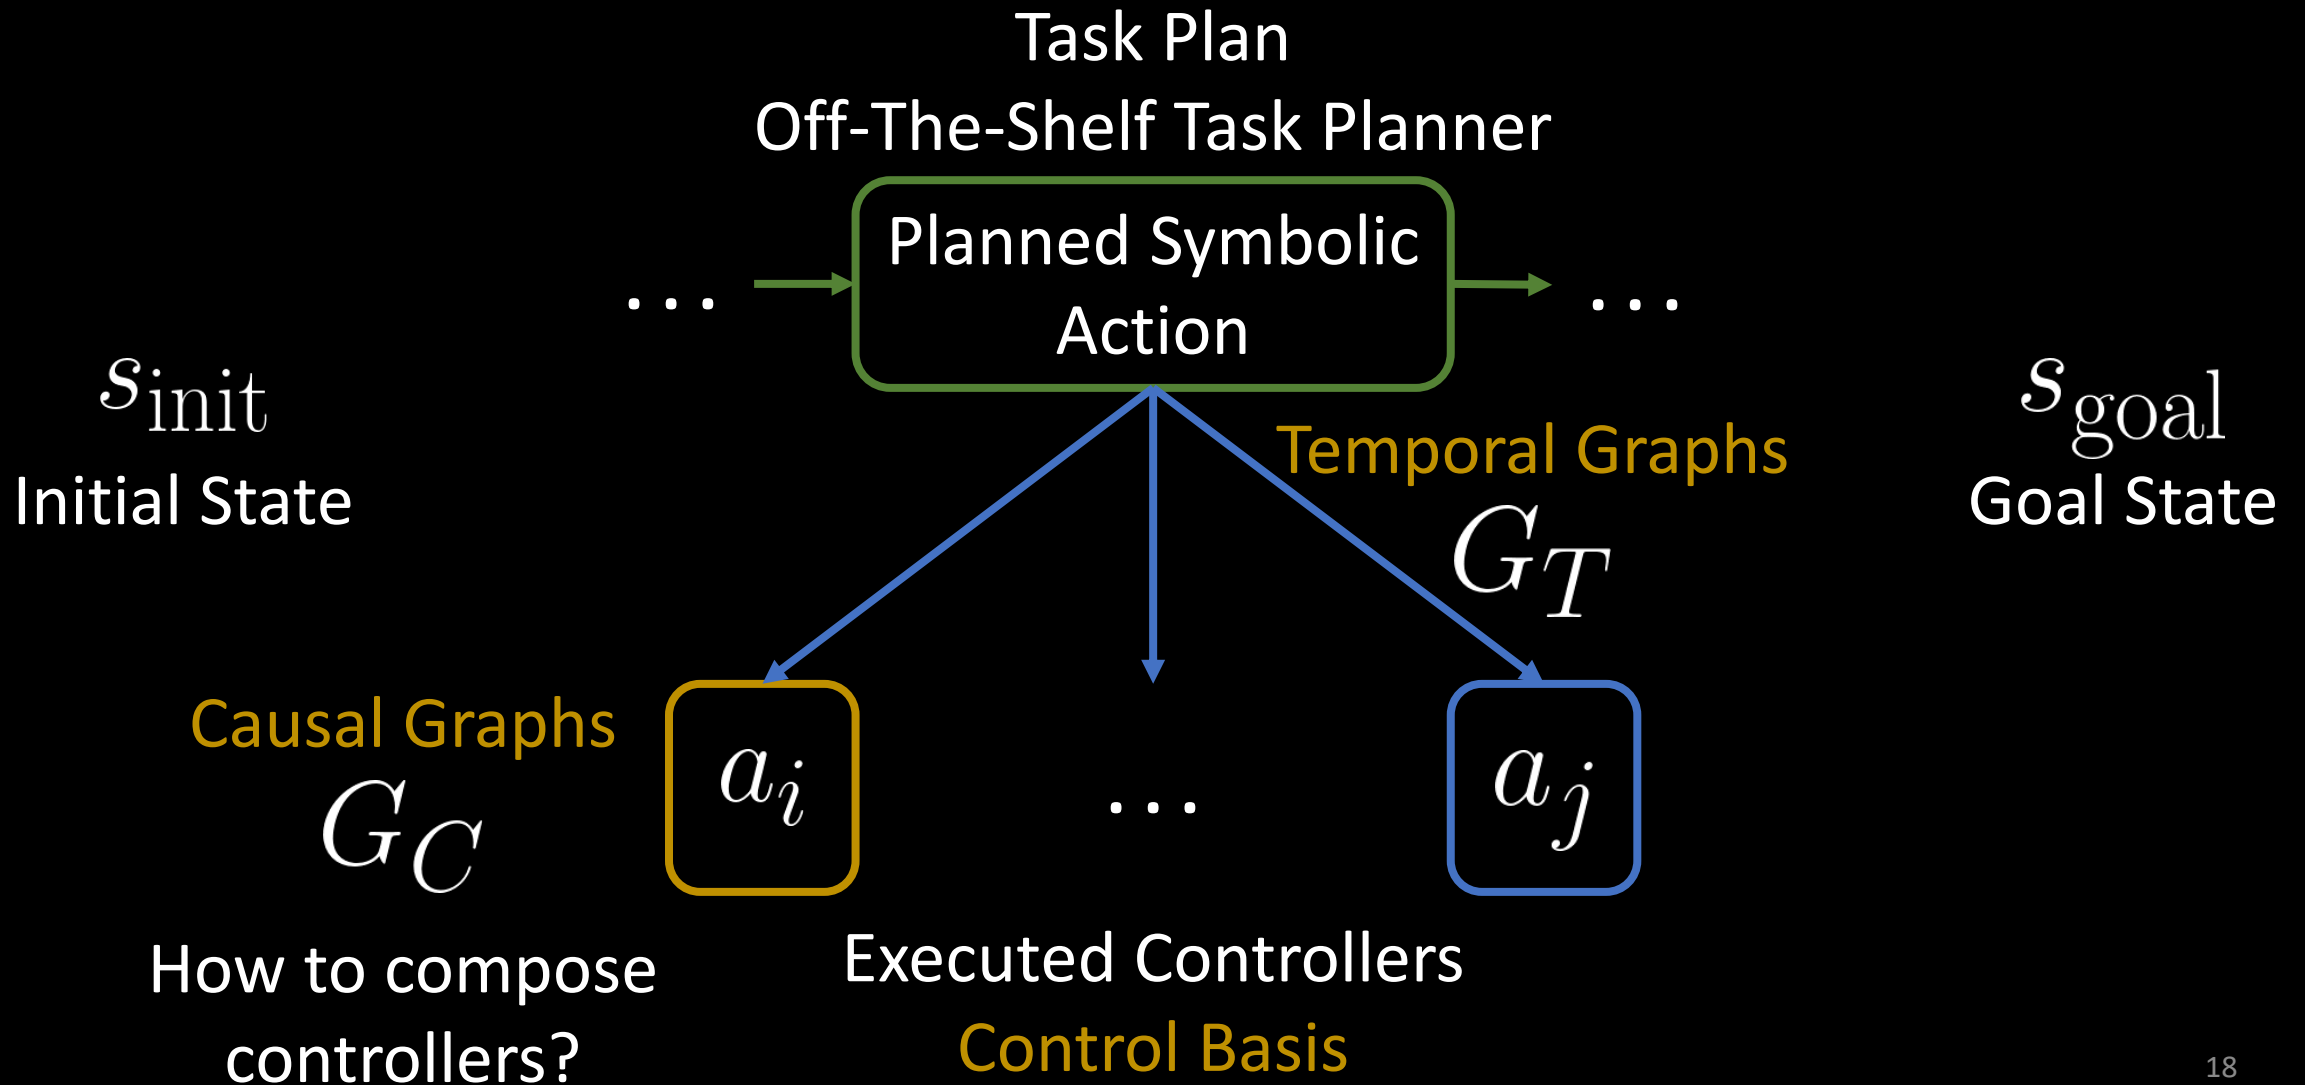 Task Plan
Off-The-Shelf Task Planner
Planned Symbolic
Action
... ...
s_init
Initial State
s_goal
Goal State
Temporal Graphs
G_T
Causal Graphs
G_C
How to compose
controllers?
a_i ... a_j
Executed Controllers
Control Basis
18